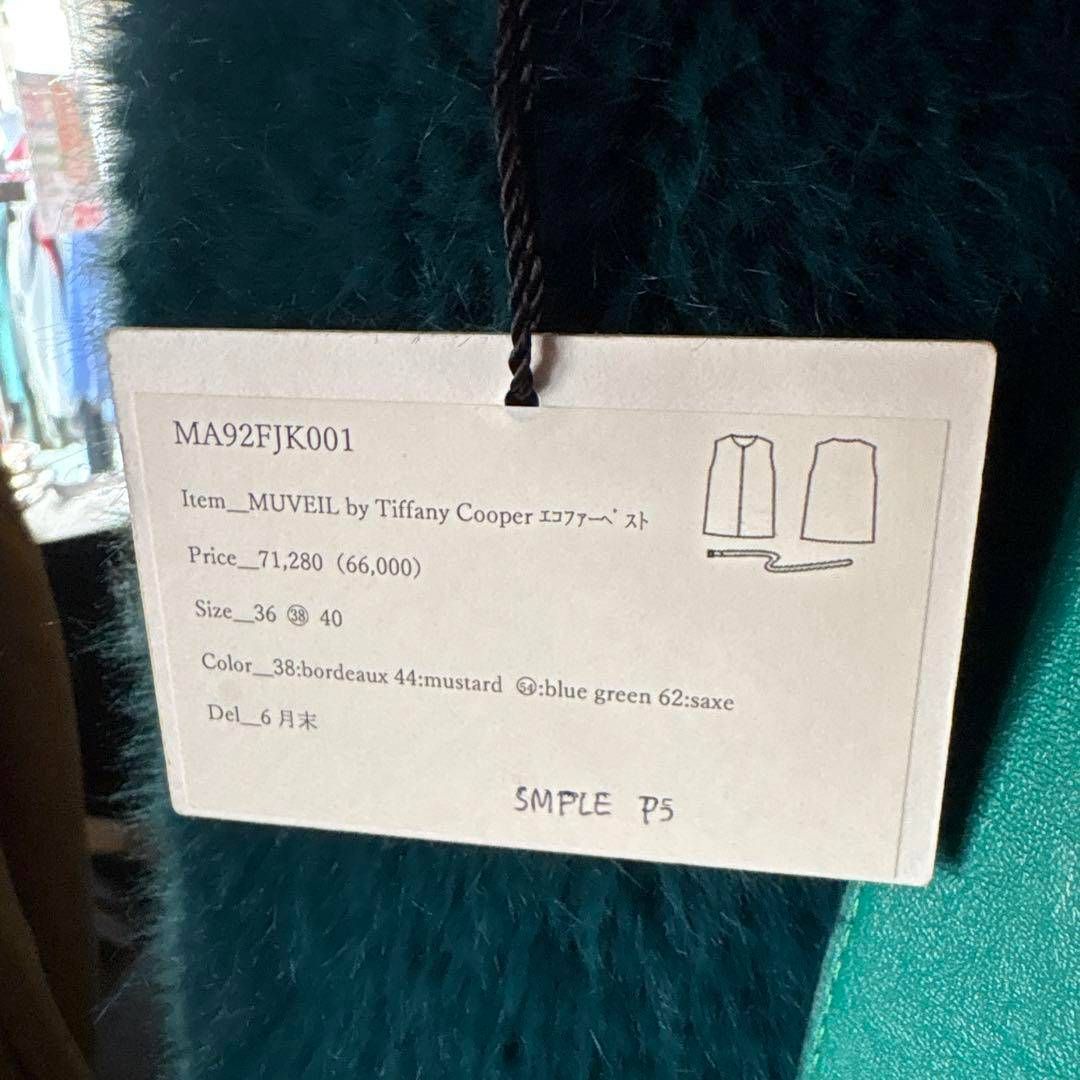 MA92FJK001
Item__MUVEIL by Tiffany Cooper ｴｺﾌｧｰﾍﾞｽﾄ
Price__71,280（66,000）
Size__36 ㊳ 40
Color__38:bordeaux 44:mustard 54:blue green 62:saxe
Del__6月末
SMPLE P5